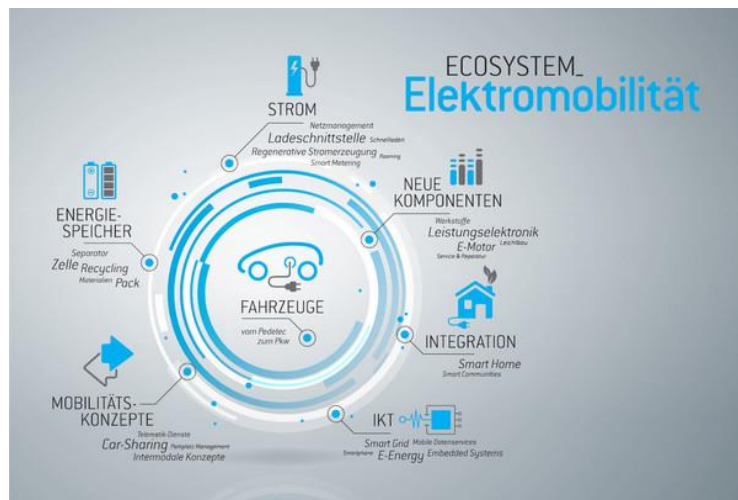 ECOSYSTEM_
Elektromobilität
STROM
Netzmanagement
Ladeschnittstelle Schnellladen
Regenerative Stromerzeugung Roaming
Smart Metering
NEUE
KOMPONENTEN
Werkstoffe
Leistungselektronik
E-Motor Leichtbau
Service & Reparatur
ENERGIE-
SPEICHER
Separator
Zelle Recycling
Materialien Pack
FAHRZEUGE
vom Pedelec
zum Pkw
INTEGRATION
Smart Home
Smart Communities
MOBILITÄTS-
KONZEPTE
Telematik-Dienste
Car-Sharing Parkplatz Management
Intermodale Konzepte
IKT
Smart Grid Mobile Datenservices
Smartphone E-Energy Embedded Systems